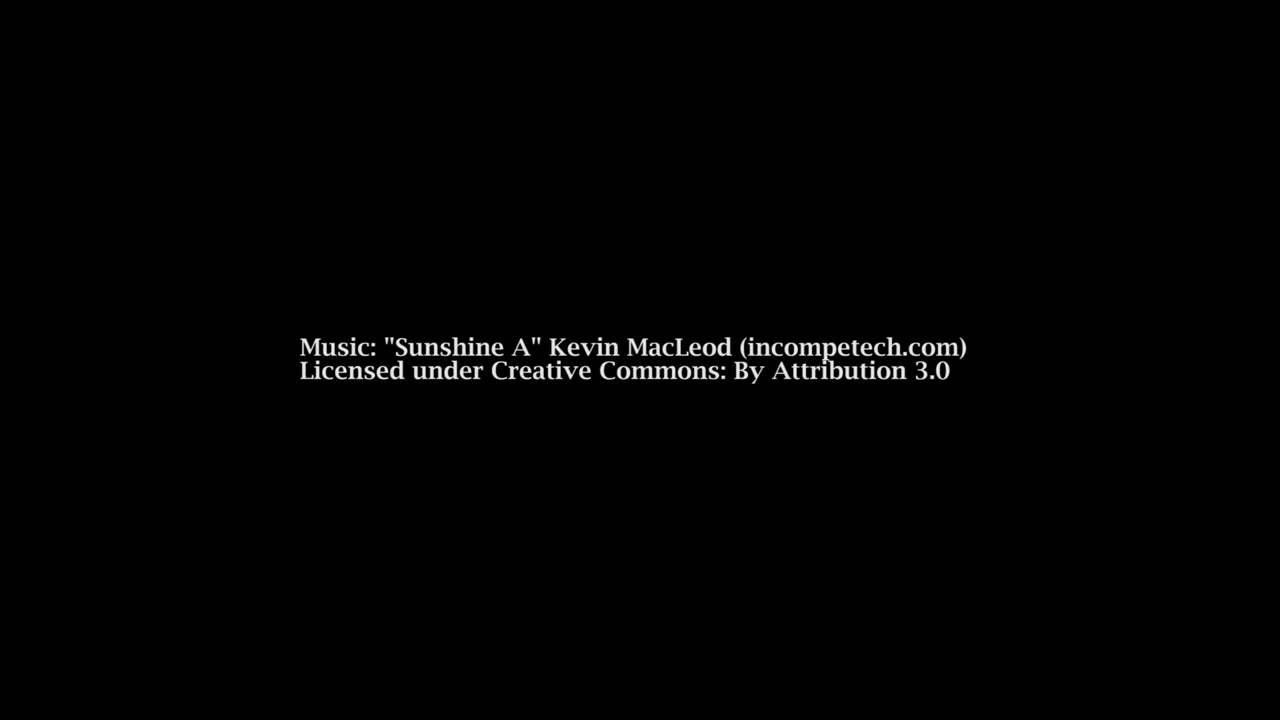 Music: "Sunshine A" Kevin MacLeod (incompetech.com)
Licensed under Creative Commons: By Attribution 3.0